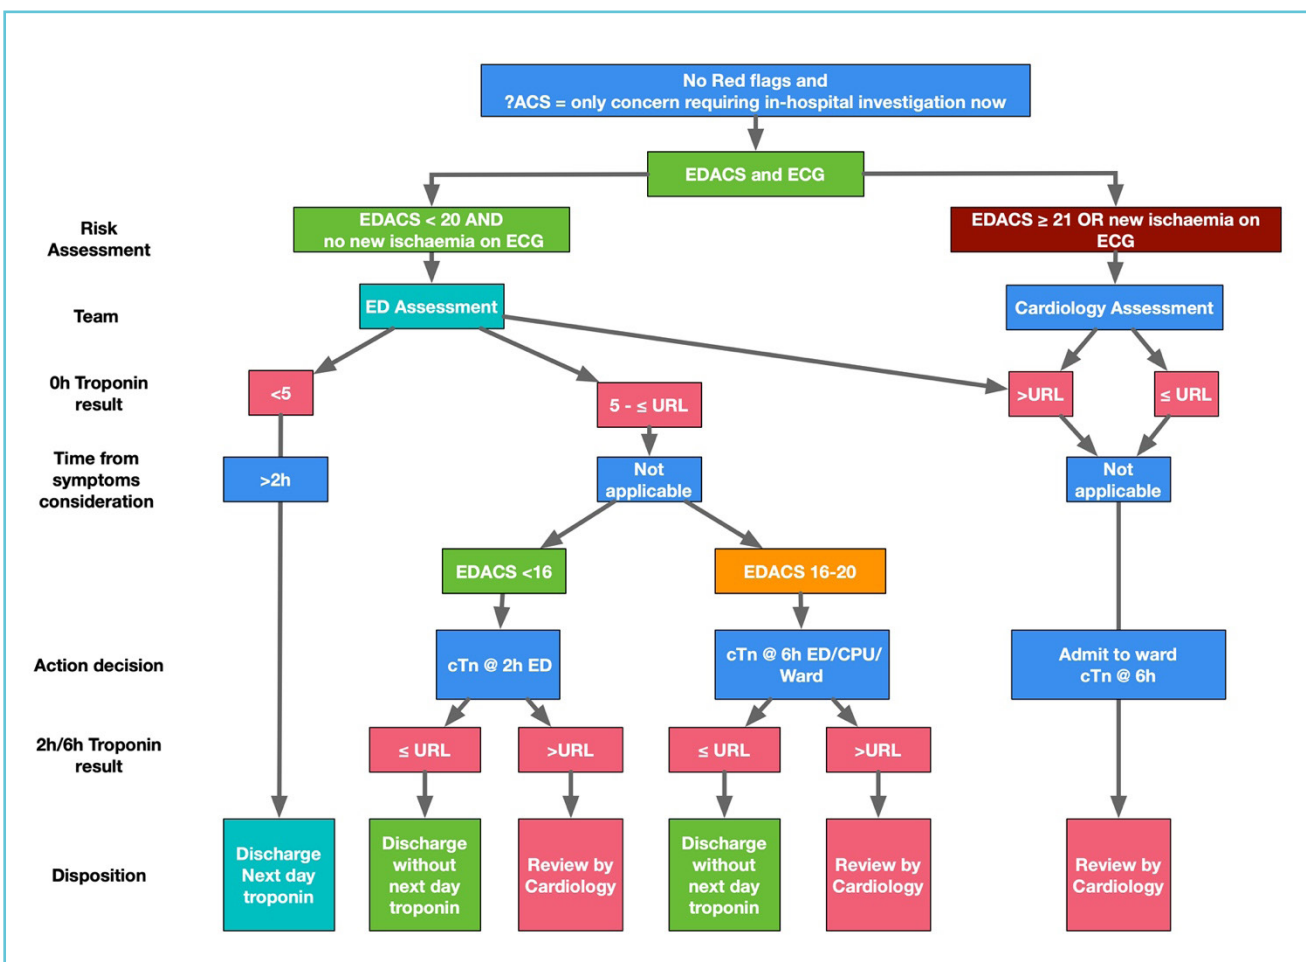 No Red flags and
?ACS = only concern requiring in-hospital investigation now
EDACS and ECG
Risk
Assessment
EDACS < 20 AND
no new ischaemia on ECG
EDACS ≥ 21 OR new ischaemia on
ECG
Team
ED Assessment
Cardiology Assessment
0h Troponin
result
<5
5 - ≤ URL
>URL
≤ URL
Time from
symptoms
consideration
>2h
Not
applicable
Not
applicable
EDACS <16
EDACS 16-20
Action decision
cTn @ 2h ED
cTn @ 6h ED/CPU/
Ward
Admit to ward
cTn @ 6h
2h/6h Troponin
result
≤ URL
>URL
≤ URL
>URL
Disposition
Discharge
Next day
troponin
Discharge
without
next day
troponin
Review by
Cardiology
Discharge
without
next day
troponin
Review by
Cardiology
Review by
Cardiology